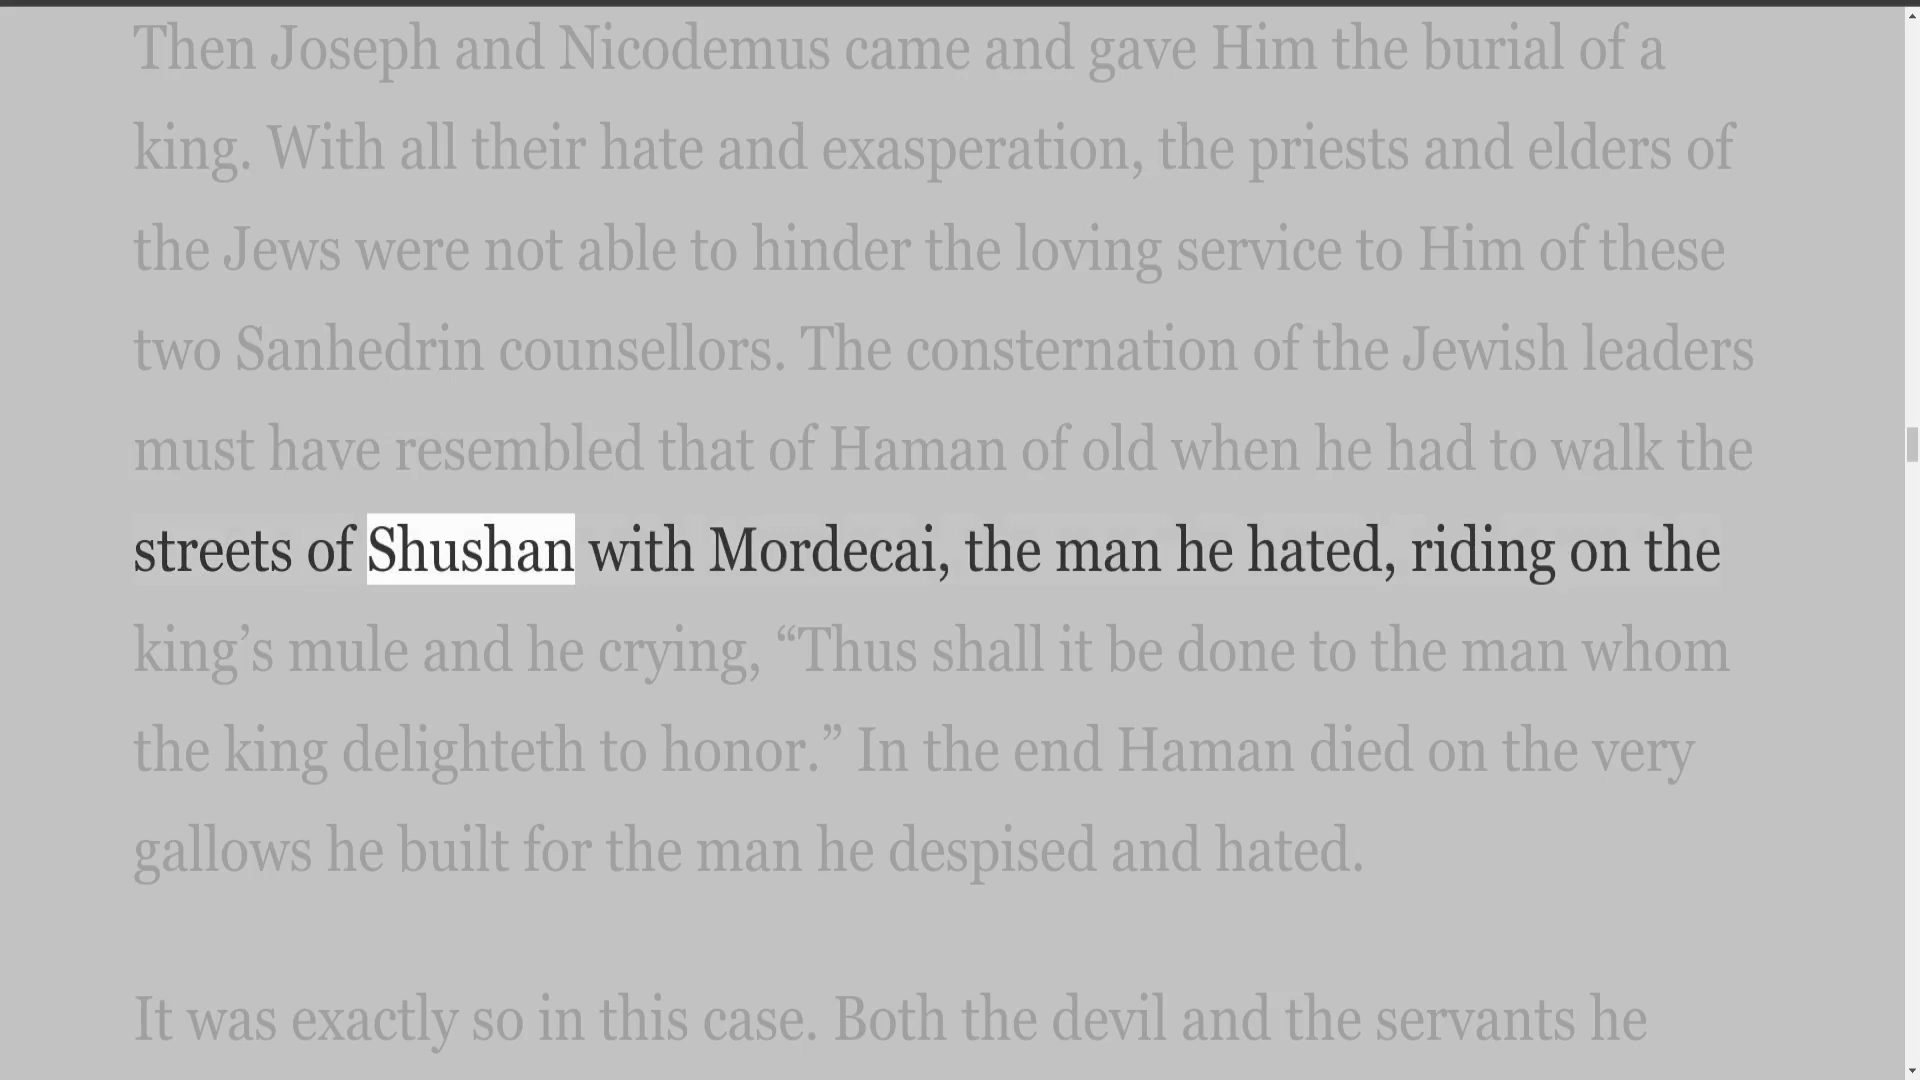 Then Joseph and Nicodemus came and gave Him the burial of a
king. With all their hate and exasperation, the priests and elders of
the Jews were not able to hinder the loving service to Him of these
two Sanhedrin counsellors. The consternation of the Jewish leaders
must have resembled that of Haman of old when he had to walk the
streets of Shushan with Mordecai, the man he hated, riding on the
king’s mule and he crying, “Thus shall it be done to the man whom
the king delighteth to honor.” In the end Haman died on the very
gallows he built for the man he despised and hated.
It was exactly so in this case. Both the devil and the servants he